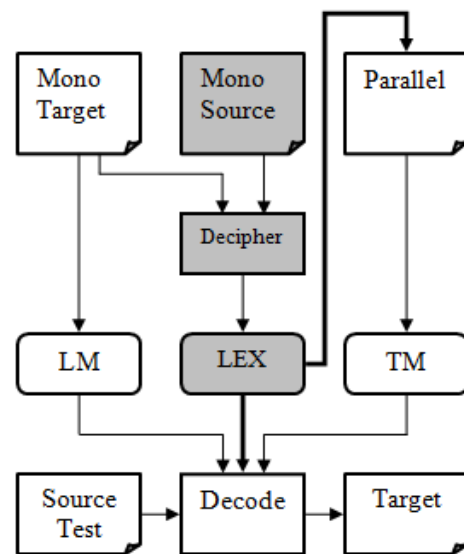 Mono
Target
Mono
Source
Parallel
Decipher
LM
LEX
TM
Source
Test
Decode
Target